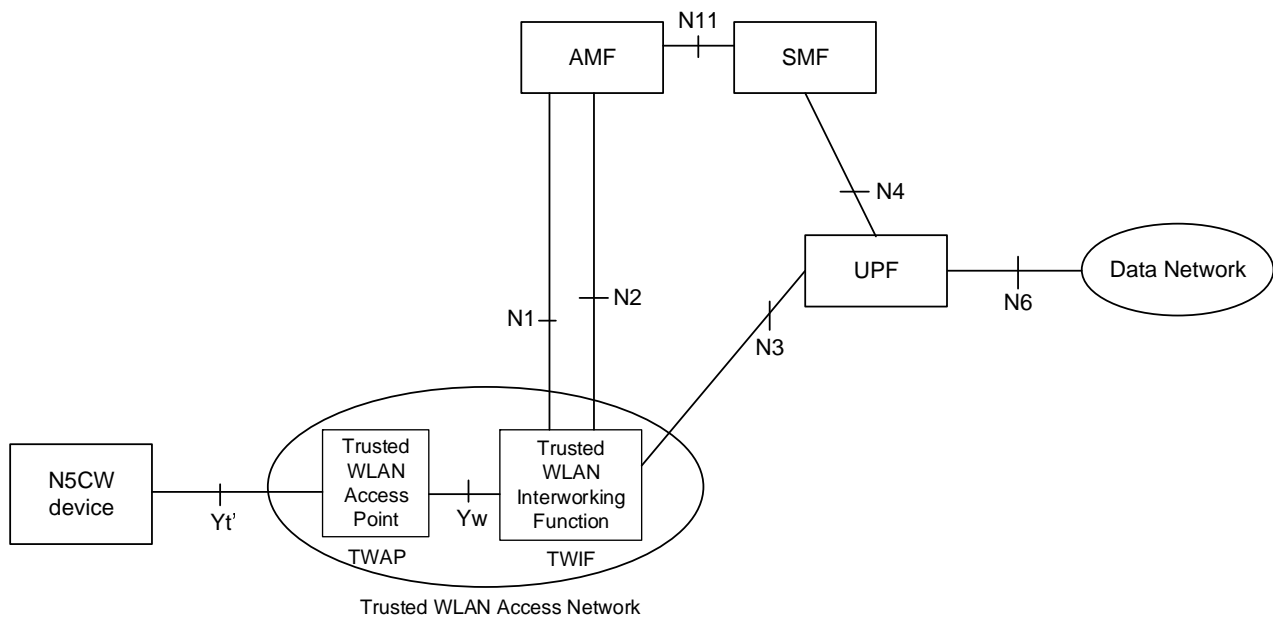 N11
AMF
SMF
N4
UPF
Data Network
N6
N2
N1
N3
N5CW
device
Yt’
Trusted
WLAN
Access
Point
Yw
Trusted
WLAN
Interworking
Function
TWAP
TWIF
Trusted WLAN Access Network